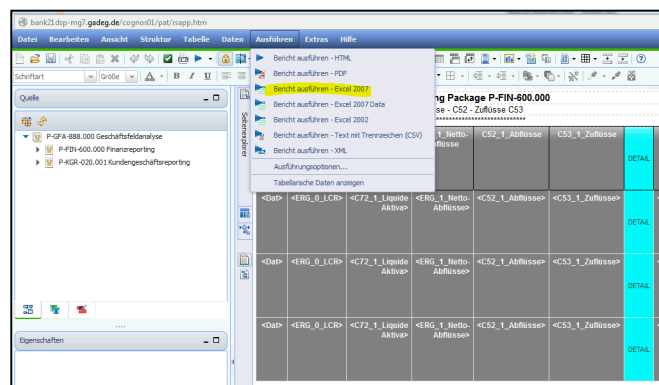 bank21dsp-mg7.gadeg.de/cognos01/pat/rsapp.htm
Datei Bearbeiten Ansicht Struktur Tabelle Daten Ausführen Extras Hilfe
Bericht ausführen - HTML
Bericht ausführen - PDF
Bericht ausführen - Excel 2007
Bericht ausführen - Excel 2007 Data
Bericht ausführen - Excel 2002
Bericht ausführen - Text mit Trennzeichen (CSV)
Bericht ausführen - XML
Ausführungsoptionen...
Tabellarische Daten anzeigen
Schriftart Größe A B I U
Quelle
P-GFA-888.000 Geschäftsfeldanalyse
P-FIN-600.000 Finanzreporting
P-KGR-020.001 Kundengeschäftsreporting
Seitenexplorer
ng Package P-FIN-600.000
se - C52 - Zuflüsse C53
****************************
1_Netto- C52_1_Abflüsse C53_1_Zuflüsse
flüsse
DETAIL
<Dat> <ERG_0_LCR> <C72_1_Liquide <ERG_1_Netto- <C52_1_Abflüsse> <C53_1_Zuflüsse>
Aktiva> Abflüsse>
DETAIL
<Dat> <ERG_0_LCR> <C72_1_Liquide <ERG_1_Netto- <C52_1_Abflüsse> <C53_1_Zuflüsse>
Aktiva> Abflüsse>
DETAIL
<Dat> <ERG_0_LCR> <C72_1_Liquide <ERG_1_Netto- <C52_1_Abflüsse> <C53_1_Zuflüsse>
Aktiva> Abflüsse>
DETAIL
Eigenschaften